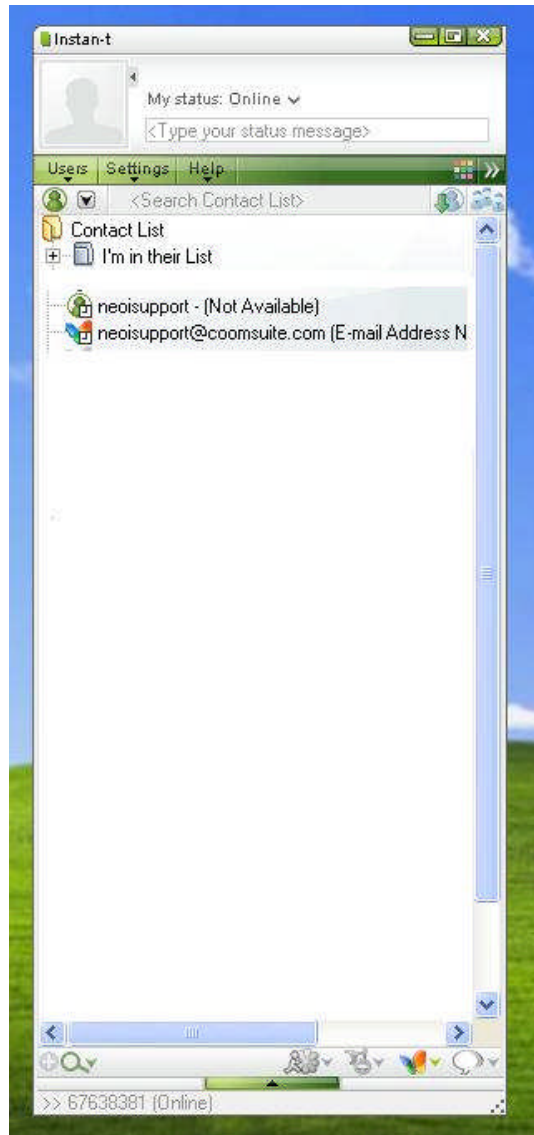 Instan-t
My status: Online
<Type your status message>
Users Settings Help
<Search Contact List>
Contact List
I'm in their List
neoisupport - (Not Available)
neoisupport@coomsuite.com (E-mail Address N
>> 67638381 (Online)